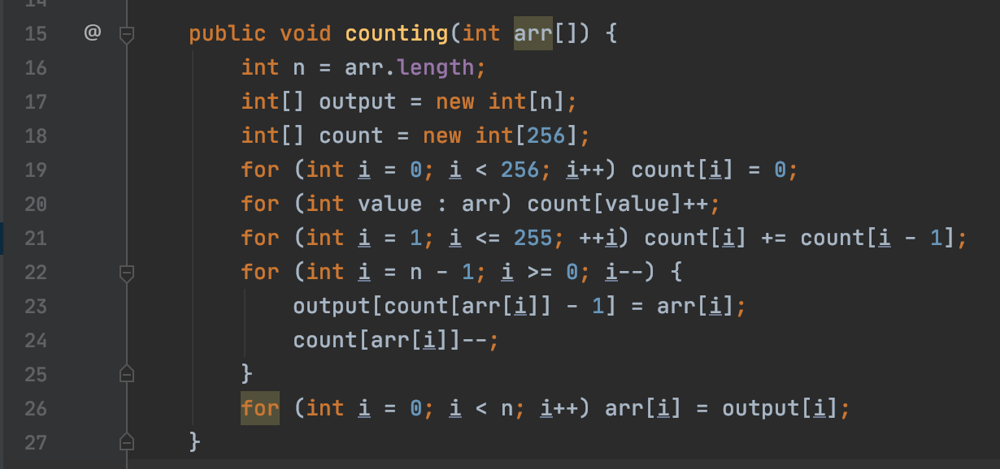 14
15 @ public void counting(int arr[]) {
16 int n = arr.length;
17 int[] output = new int[n];
18 int[] count = new int[256];
19 for (int i = 0; i < 256; i++) count[i] = 0;
20 for (int value : arr) count[value]++;
21 for (int i = 1; i <= 255; ++i) count[i] += count[i - 1];
22 for (int i = n - 1; i >= 0; i--) {
23 output[count[arr[i]] - 1] = arr[i];
24 count[arr[i]]--;
25 }
26 for (int i = 0; i < n; i++) arr[i] = output[i];
27 }